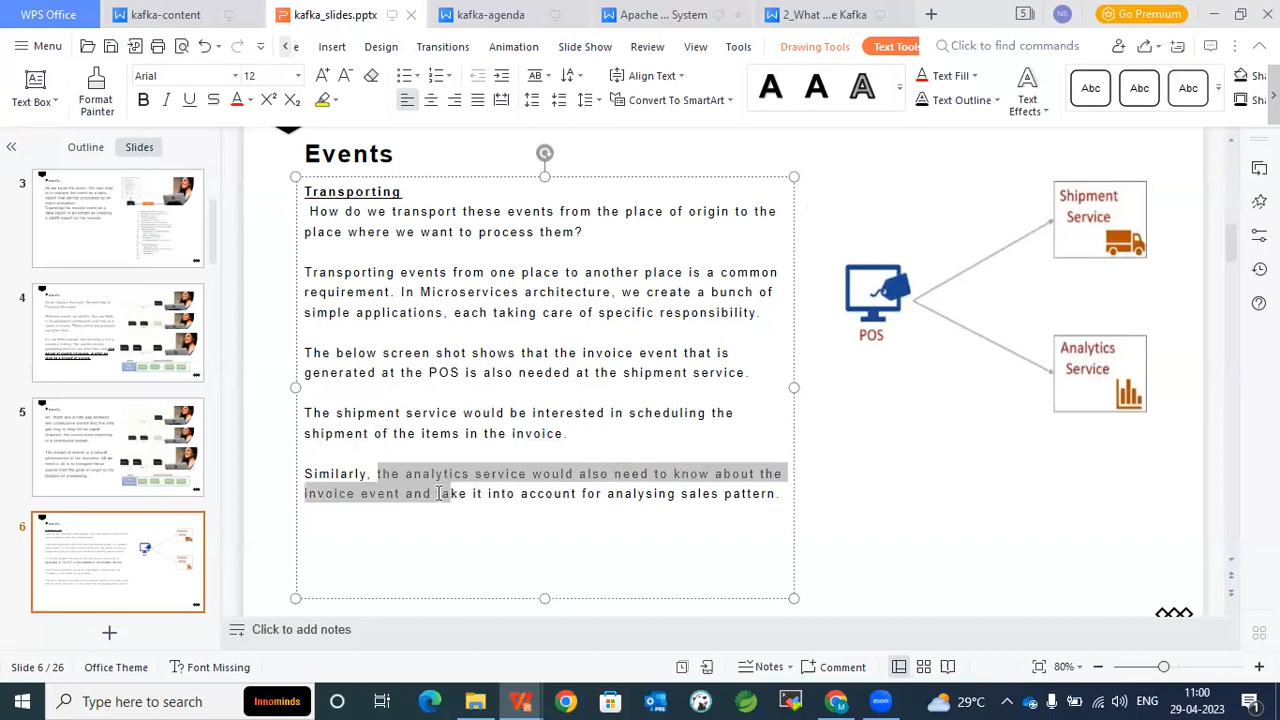 WPS Office
kafka-content
kafka_slides.pptx
kafka-agenda
Apache ... System
2_What ...e Kafka
5
NS
Go Premium
Menu
e
Insert
Design
Transitions
Animation
Slide Show
Review
View
Tools
Drawing Tools
Text Tools
Click to find commands
Text Box
Format
Painter
Arial
12
Align Text
Convert To SmartArt
Text Fill
Text Outline
Text
Effects
Abc
Abc
Abc
Outline
Slides
3
4
5
6
Events
Transporting
How do we transport these events from the place of origin to the
place where we want to process them?
Transporting events from one place to another place is a common
requirement. In Microservices architecture, we create a bunch
simple applications, each taking care of specific responsibility.
The below screen shot shows that the invoice event that is
generated at the POS is also needed at the shipment service.
The shipment service would be interested in scheduling the
shipment of the items in the invoice.
Similarly, the analytics service would also need to know about the
invoice event and take it into account for analysing sales pattern.
POS
Shipment
Service
Analytics
Service
Click to add notes
Slide 6 / 26
Office Theme
Font Missing
Notes
Comment
80%
Type here to search
Innominds
29°C
ENG
11:00
29-04-2023